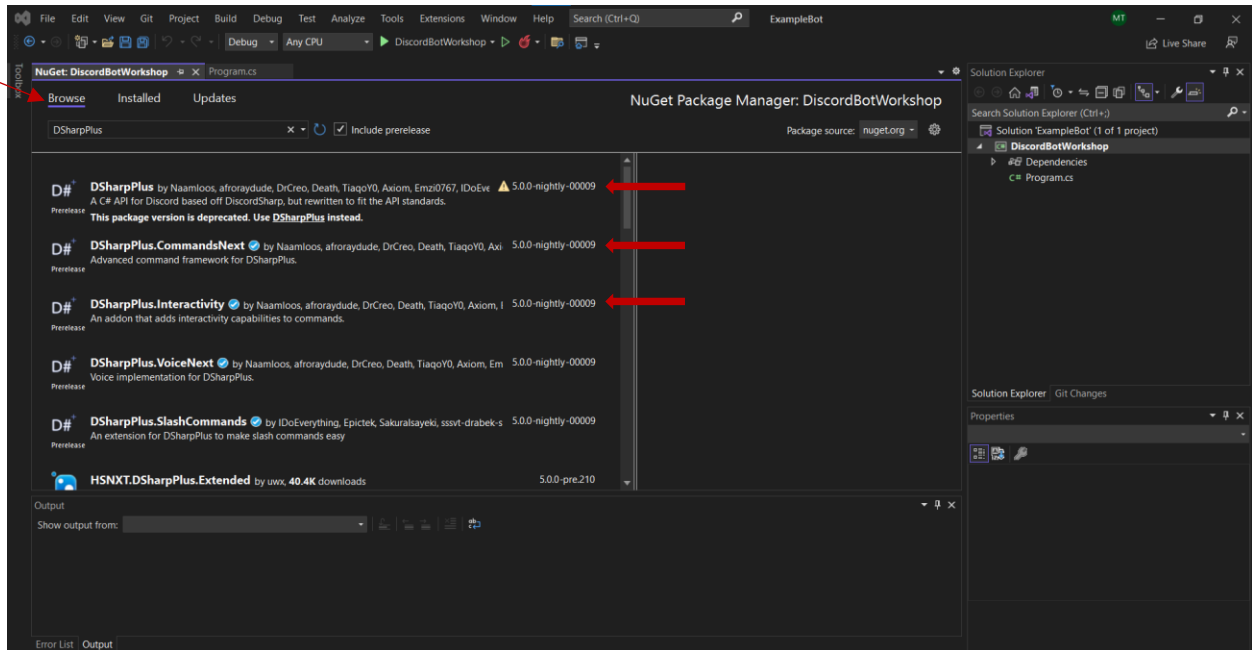 File Edit View Git Project Build Debug Test Analyze Tools Extensions Window Help Search (Ctrl+Q) ExampleBot MT
Debug Any CPU DiscordBotWorkshop Live Share
Toolbox
NuGet: DiscordBotWorkshop Program.cs
Browse Installed Updates
NuGet Package Manager: DiscordBotWorkshop
DSharpPlus Include prerelease
Package source: nuget.org
D# DSharpPlus by Naamloos, afroraydude, DrCreo, Death, TiaqoY0, Axiom, Emzi0767, IDoEve 5.0.0-nightly-00009
A C# API for Discord based off DiscordSharp, but rewritten to fit the API standards.
Prerelease
This package version is deprecated. Use DSharpPlus instead.
D# DSharpPlus.CommandsNext by Naamloos, afroraydude, DrCreo, Death, TiaqoY0, Axi 5.0.0-nightly-00009
Advanced command framework for DSharpPlus.
Prerelease
D# DSharpPlus.Interactivity by Naamloos, afroraydude, DrCreo, Death, TiaqoY0, Axiom, 5.0.0-nightly-00009
An addon that adds interactivity capabilities to commands.
Prerelease
D# DSharpPlus.VoiceNext by Naamloos, afroraydude, DrCreo, Death, TiaqoY0, Axiom, Em 5.0.0-nightly-00009
Voice implementation for DSharpPlus.
Prerelease
D# DSharpPlus.SlashCommands by IDoEverything, Epictek, Sakuralsayeki, sssvt-drabek-s 5.0.0-nightly-00009
An extension for DSharpPlus to make slash commands easy
Prerelease
HSNXT.DSharpPlus.Extended by uwx, 40.4K downloads 5.0.0-pre.210
Output
Show output from:
Error List Output
Solution Explorer
Search Solution Explorer (Ctrl+;)
Solution 'ExampleBot' (1 of 1 project)
C# DiscordBotWorkshop
Dependencies
C# Program.cs
Solution Explorer Git Changes
Properties